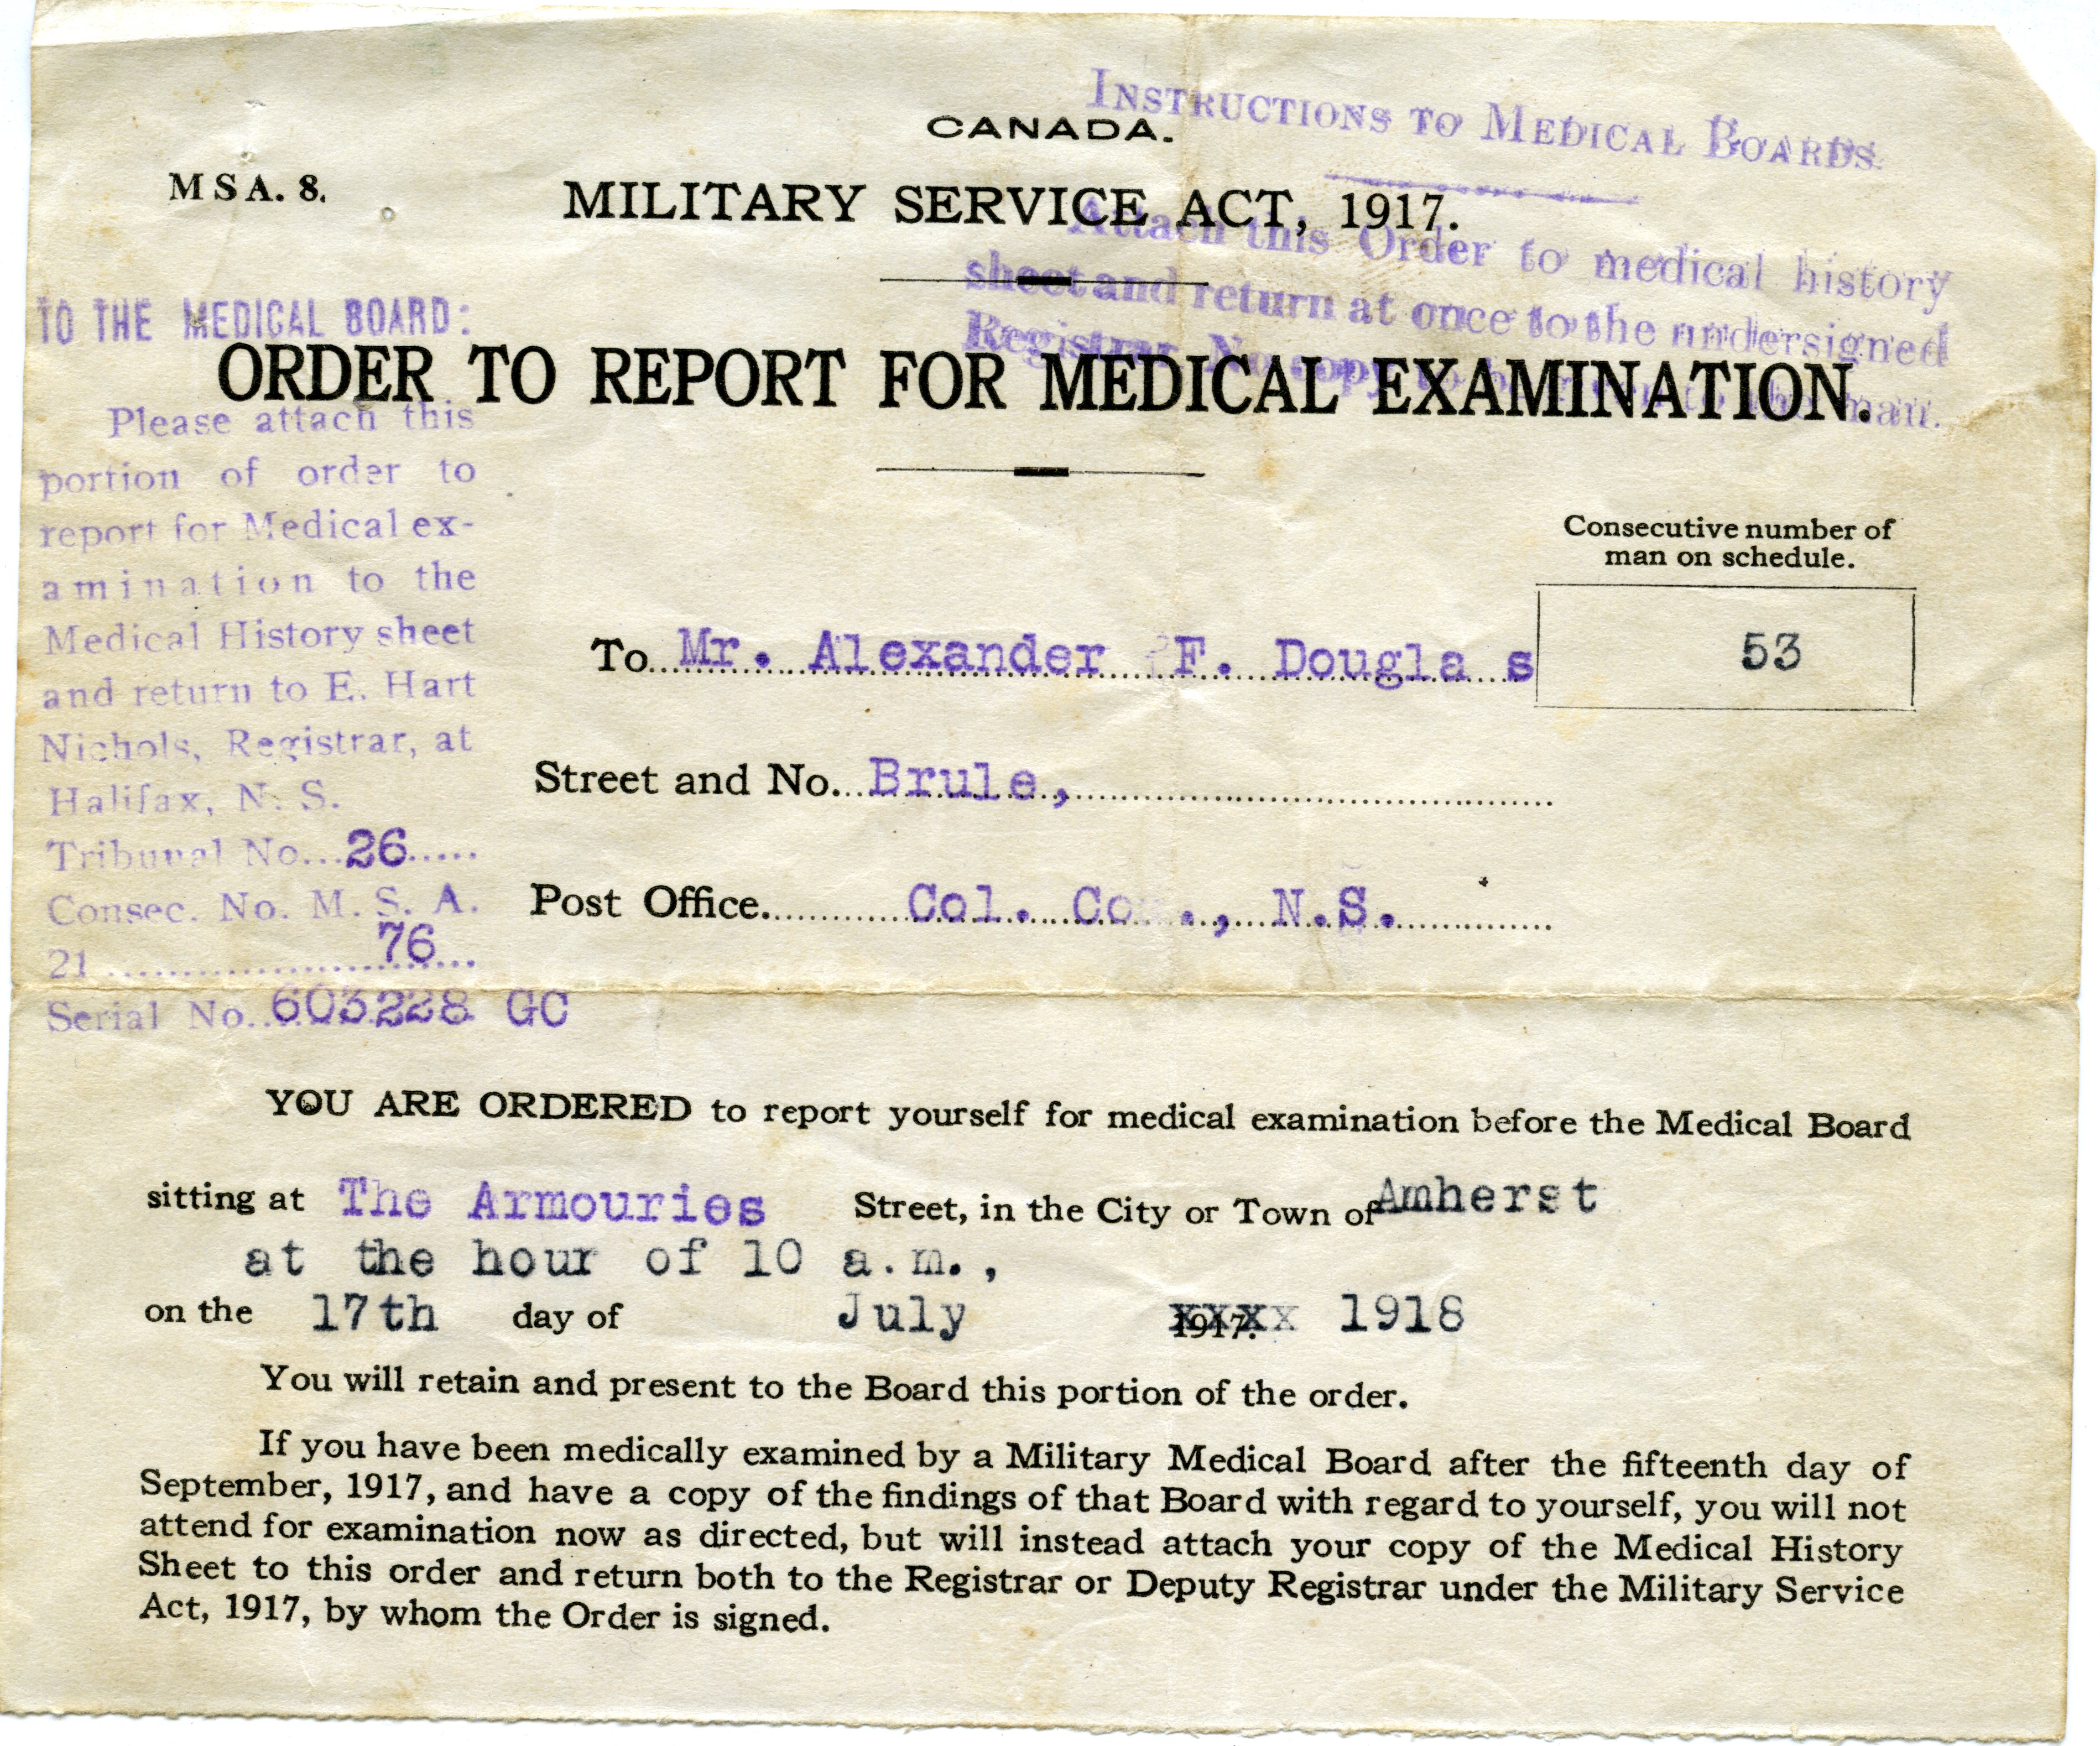 CANADA.
INSTRUCTIONS TO MEDICAL BOARDS.
M S A. 8.
MILITARY SERVICE ACT, 1917.
Attach this Order to medical history
sheet and return at once to the undersigned
Registrar. No copy to man.
ORDER TO REPORT FOR MEDICAL EXAMINATION.
TO THE MEDICAL BOARD:
Please attach this
portion of order to
report for Medical ex-
amination to the
Medical History sheet
and return to E. Hart
Nichols, Registrar, at
Halifax, N. S.
Tribunal No...26.....
Consec. No. M. S. A.
21 ........76...
Serial No..603228 GC
Consecutive number of
man on schedule.
53
To Mr. Alexander F. Dougla s
Street and No. Brule,
Post Office. Col. Co., N.S.
YOU ARE ORDERED to report yourself for medical examination before the Medical Board
sitting at The Armouries Street, in the City or Town of Amherst
at the hour of 10 a.m.,
on the 17th day of July 1917. xxxx 1918
You will retain and present to the Board this portion of the order.
If you have been medically examined by a Military Medical Board after the fifteenth day of
September, 1917, and have a copy of the findings of that Board with regard to yourself, you will not
attend for examination now as directed, but will instead attach your copy of the Medical History
Sheet to this order and return both to the Registrar or Deputy Registrar under the Military Service
Act, 1917, by whom the Order is signed.